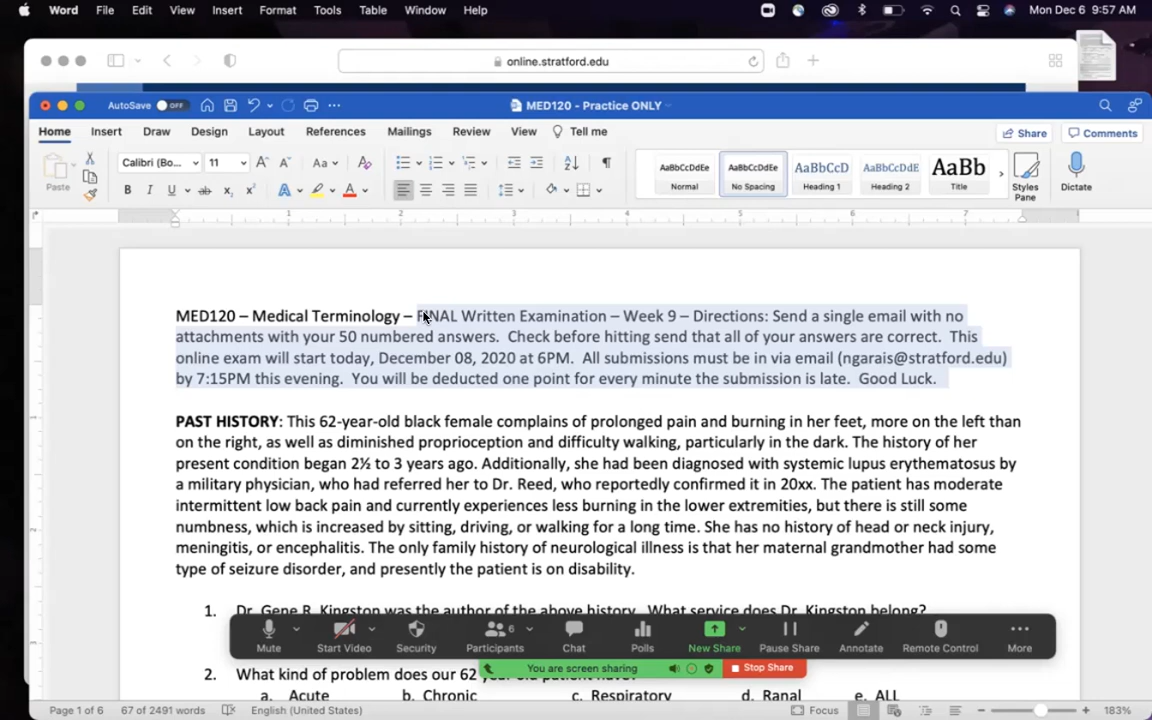 Word File Edit View Insert Format Tools Table Window Help Mon Dec 6 9:57 AM
online.stratford.edu
AutoSave OFF MED120 - Practice ONLY
Home Insert Draw Design Layout References Mailings Review View Tell me Share Comments
Paste Calibri (Bo... 11 AaBbCcDdEe Normal AaBbCcDdEe No Spacing AaBbCcD Heading 1 AaBbCcDdE Heading 2 AaBb Title Styles Pane Dictate
1 2 3 4 5 6 7
MED120 – Medical Terminology – FINAL Written Examination – Week 9 – Directions: Send a single email with no
attachments with your 50 numbered answers. Check before hitting send that all of your answers are correct. This
online exam will start today, December 08, 2020 at 6PM. All submissions must be in via email (ngarais@stratford.edu)
by 7:15PM this evening. You will be deducted one point for every minute the submission is late. Good Luck.
PAST HISTORY: This 62-year-old black female complains of prolonged pain and burning in her feet, more on the left than
on the right, as well as diminished proprioception and difficulty walking, particularly in the dark. The history of her
present condition began 2½ to 3 years ago. Additionally, she had been diagnosed with systemic lupus erythematosus by
a military physician, who had referred her to Dr. Reed, who reportedly confirmed it in 20xx. The patient has moderate
intermittent low back pain and currently experiences less burning in the lower extremities, but there is still some
numbness, which is increased by sitting, driving, or walking for a long time. She has no history of head or neck injury,
meningitis, or encephalitis. The only family history of neurological illness is that her maternal grandmother had some
type of seizure disorder, and presently the patient is on disability.
1. Dr. Gene R. Kingston was the author of the above history. What service does Dr. Kingston belong?
Mute Start Video Security Participants 6 Chat Polls New Share Pause Share Annotate Remote Control More
You are screen sharing Stop Share
2. What kind of problem does our 62 year-old patient have?
a. Acute b. Chronic c. Respiratory d. Ranal e. ALL
Page 1 of 6 67 of 2491 words English (United States) Focus 183%